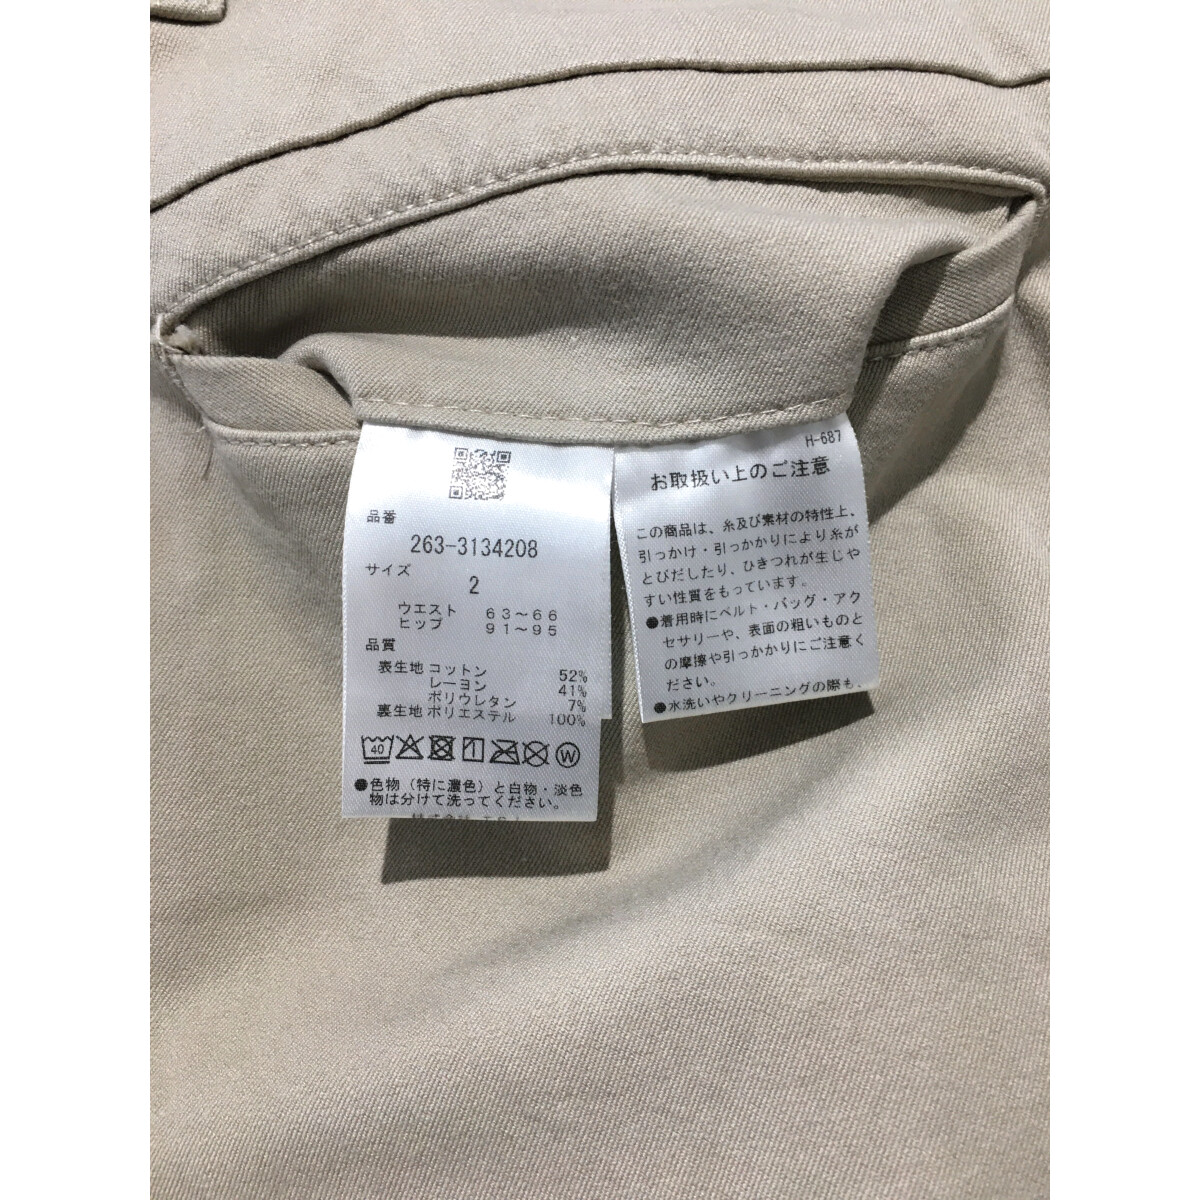 品番
263-3134208
サイズ
2
ウエスト 63～66
ヒップ 91～95
品質
表生地 コットン 52%
レーヨン 41%
ポリウレタン 7%
裏生地 ポリエステル 100%
40
W
●色物（特に濃色）と白物・淡色
物は分けて洗ってください。
H-687
お取扱い上のご注意
この商品は、糸及び素材の特性上、
引っかけ・引っかかりにより糸が
とびだしたり、ひきつれが生じや
すい性質をもっています。
●着用時にベルト・バッグ・アク
セサリーや、表面の粗いものと
の摩擦や引っかかりにご注意く
ださい。
●水洗いやクリーニングの際も、